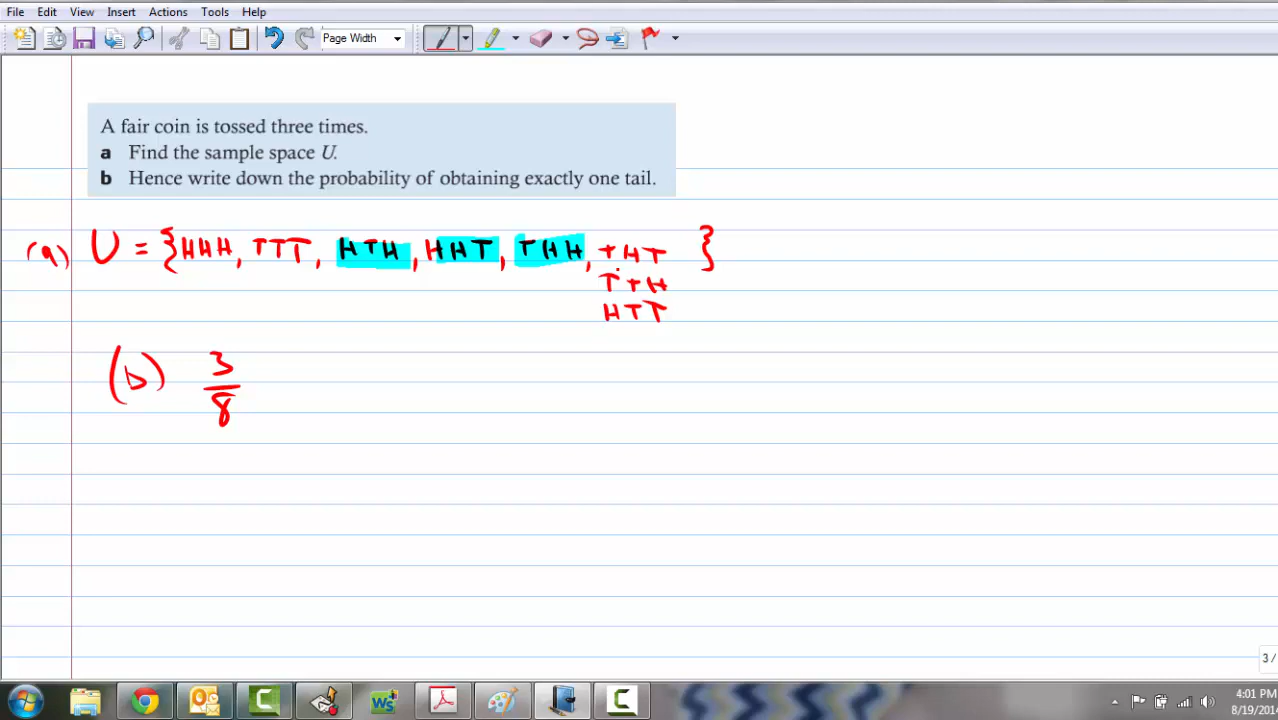 File Edit View Insert Actions Tools Help
Page Width
A fair coin is tossed three times.
a Find the sample space U.
b Hence write down the probability of obtaining exactly one tail.
(a) U = {HHH, TTT, HTH, HHT, THH, THT }
TTH
HTT
(b) 3
8
3 /
4:01 PM
8/19/201